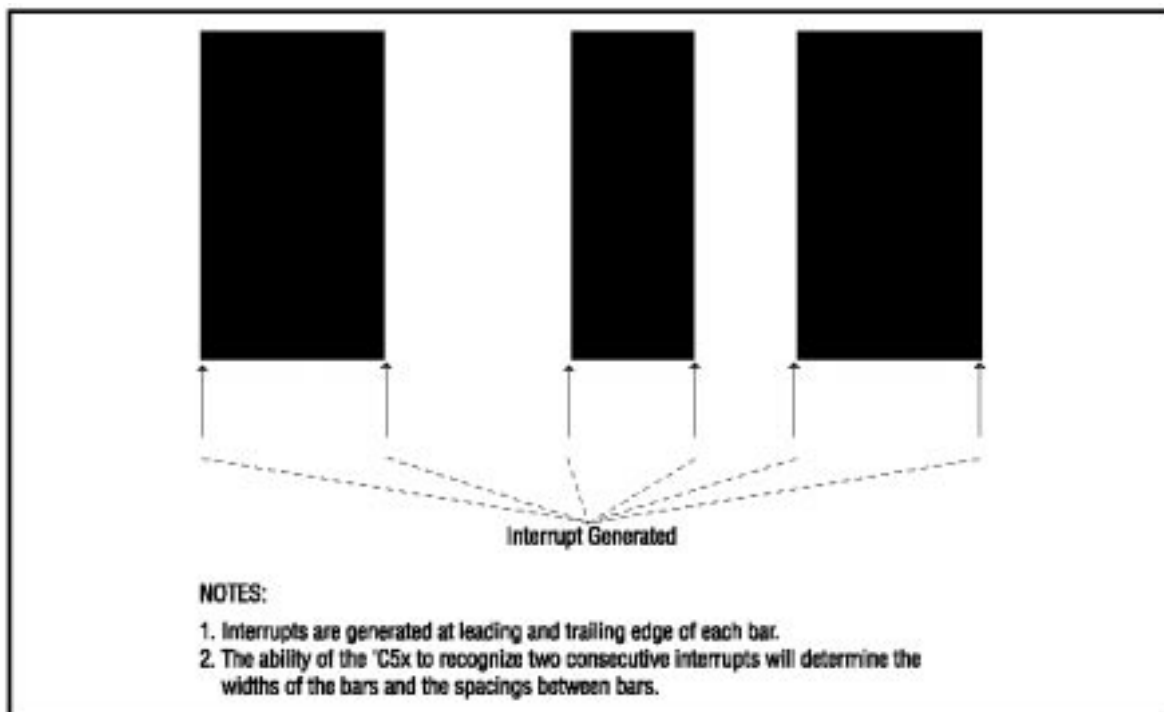 Interrupt Generated
NOTES:
1. Interrupts are generated at leading and trailing edge of each bar.
2. The ability of the 'C5x to recognize two consecutive interrupts will determine the
widths of the bars and the spacings between bars.